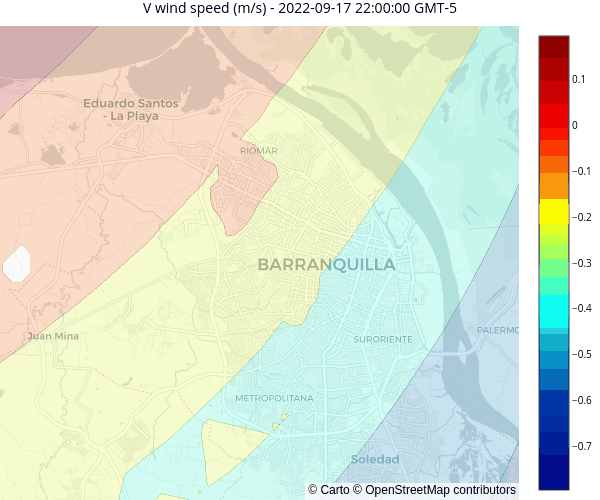 V wind speed (m/s) - 2022-09-17 22:00:00 GMT-5
Eduardo Santos
- La Playa
RIOMAR
BARRANQUILLA
Juan Mina
SURORIENTE
PALERMO
METROPOLITANA
Soledad
© Carto © OpenStreetMap contributors
0.1
0
−0.1
−0.2
−0.3
−0.4
−0.5
−0.6
−0.7